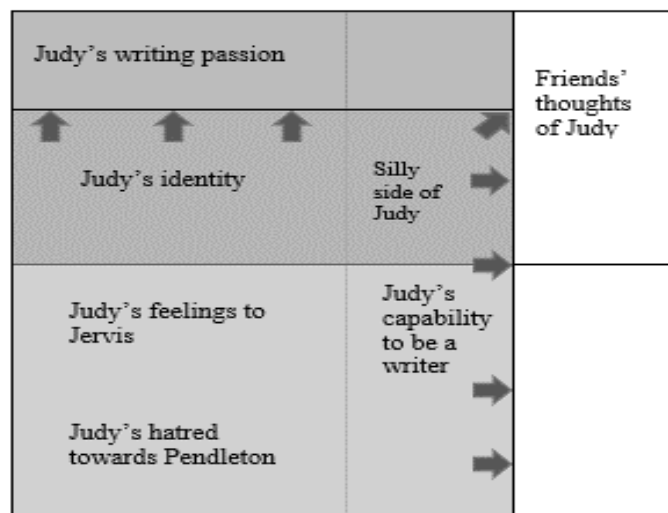 Judy's writing passion
Friends'
thoughts
of Judy
Judy's identity
Silly
side of
Judy
Judy's feelings to
Jervis
Judy's
capability
to be a
writer
Judy's hatred
towards Pendleton